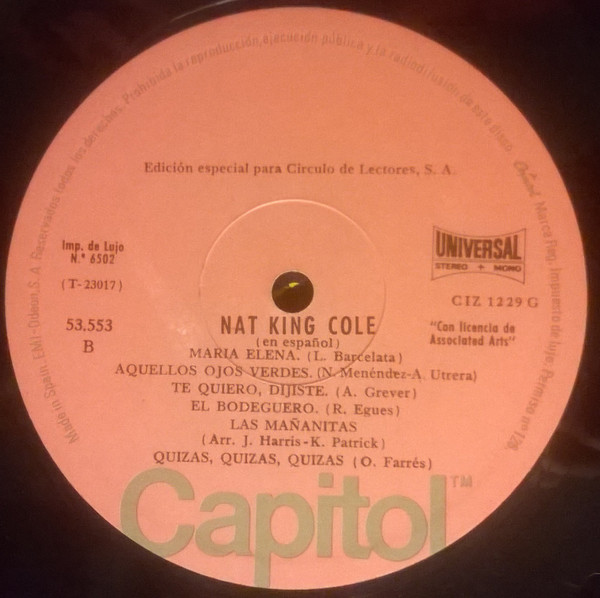 Made in Spain. EMI-Odeon, S.A. Reservados todos los derechos. Prohibida la reproducción, ejecución pública y la radiodifusión de este disco. Capitol Marca Reg. Impuesto de lujo. Permiso nº 128
Edición especial para Círculo de Lectores, S. A.
Imp. de Lujo
N.º 6502
(T-23017)
53,553
B
UNIVERSAL
STEREO + MONO
CIZ 1229 G
"Con licencia de
Associated Arts"
NAT KING COLE
(en español)
MARIA ELENA. (L. Barcelata)
AQUELLOS OJOS VERDES. (N. Menéndez-A. Utrera)
TE QUIERO, DIJISTE. (A. Grever)
EL BODEGUERO. (R. Egues)
LAS MAÑANITAS
(Arr. J. Harris-K. Patrick)
QUIZAS, QUIZAS, QUIZAS (O. Farrés)
Capitol™